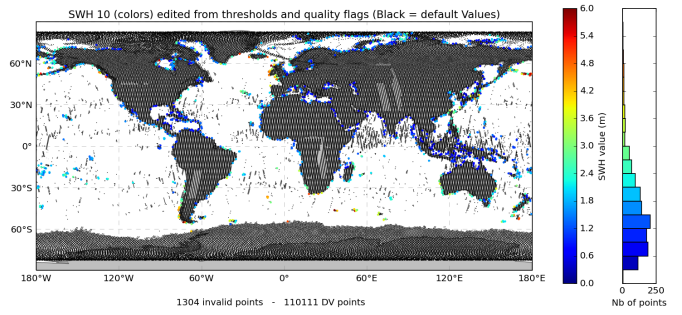 SWH 10 (colors) edited from thresholds and quality flags (Black = default Values)
60°N
30°N
0°
30°S
60°S
180°W 120°W 60°W 0° 60°E 120°E 180°E
1304 invalid points - 110111 DV points
6.0
5.4
4.8
4.2
3.6
3.0
2.4
1.8
1.2
0.6
0.0
SWH value (m)
0 250
Nb of points